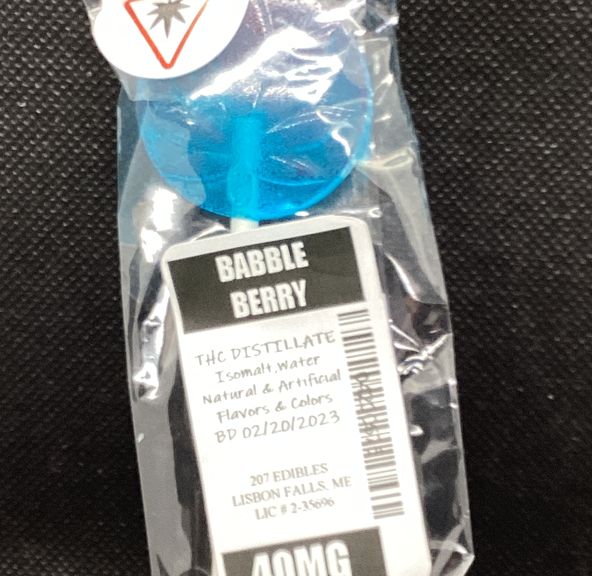 BABBLE
BERRY
THC DISTILLATE
Isomalt, Water
Natural & Artificial
Flavors & Colors
BD 02/20/2023
207 EDIBLES
LISBON FALLS, ME
LIC # 2-35696
40MG